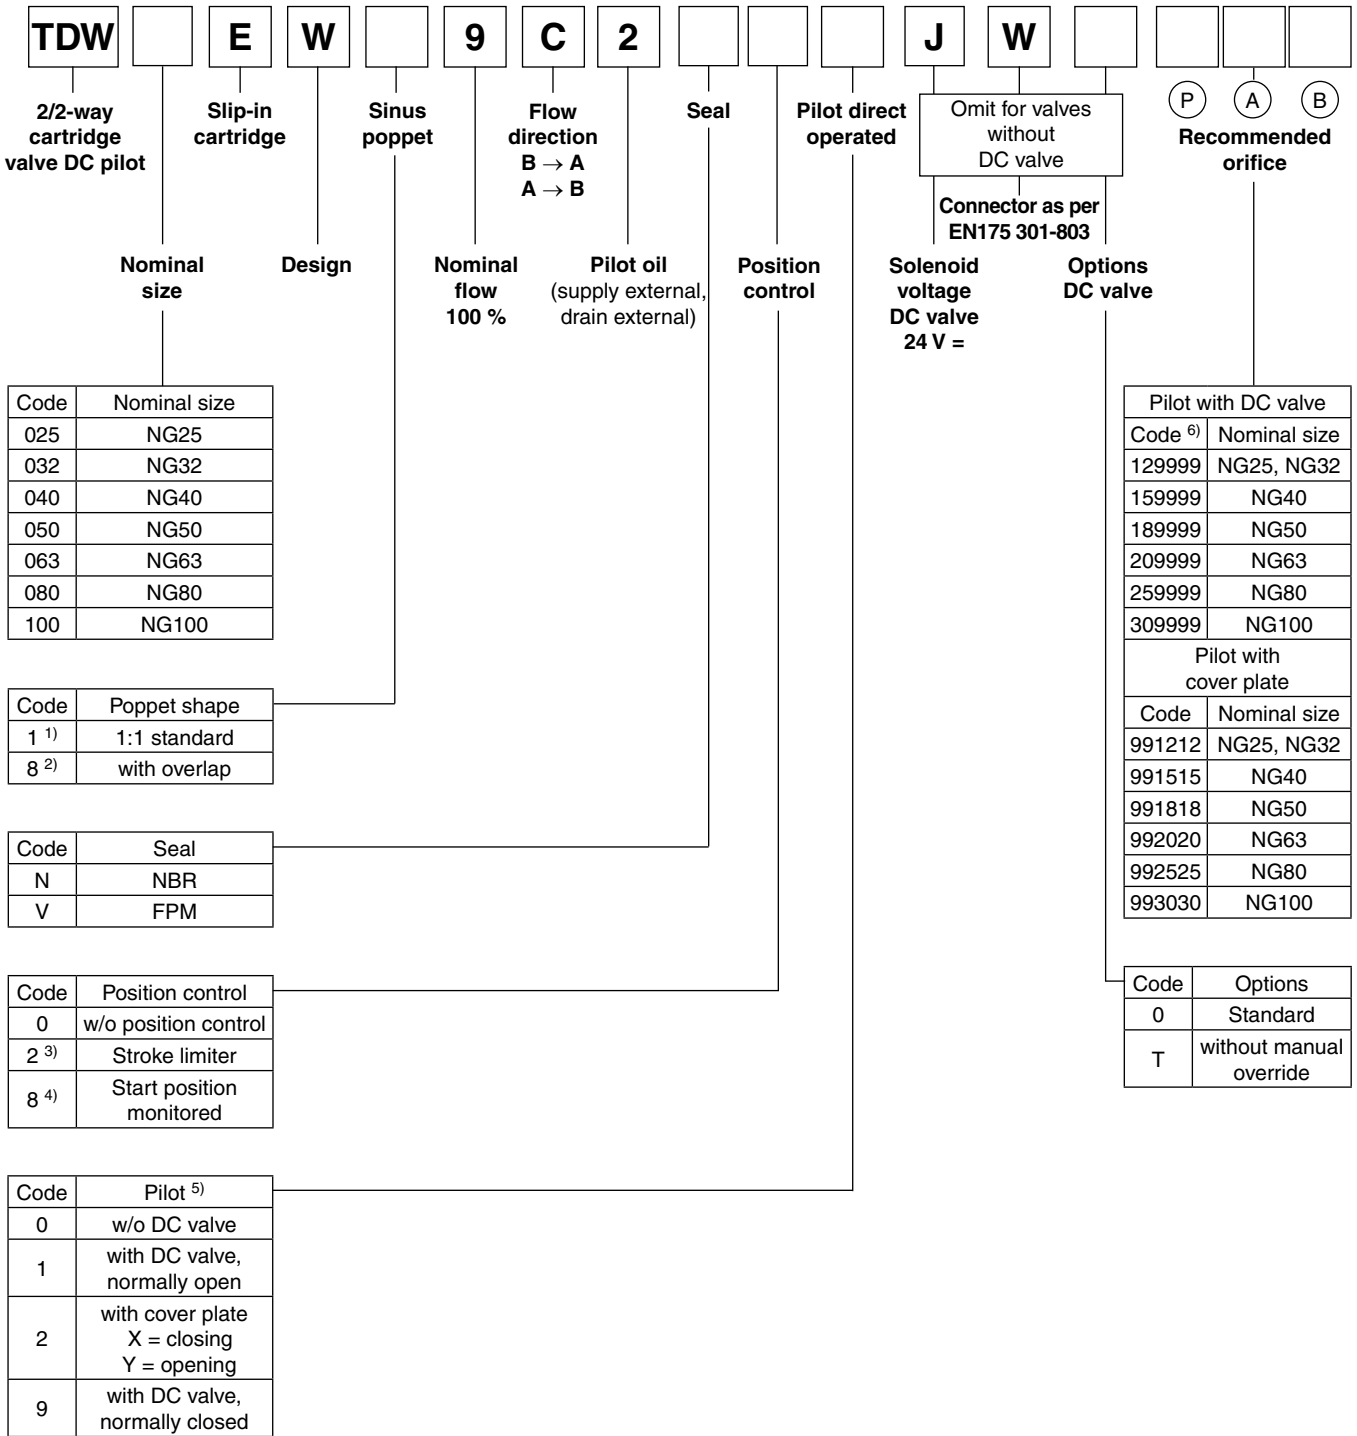 TDW E W 9 C 2 J W
2/2-way
cartridge
valve DC pilot
Slip-in
cartridge
Sinus
poppet
Flow
direction
B → A
A → B
Seal
Pilot direct
operated
Omit for valves
without
DC valve
P A B
Recommended
orifice
Connector as per
EN175 301-803
Nominal
size
Design
Nominal
flow
100 %
Pilot oil
(supply external,
drain external)
Position
control
Solenoid
voltage
DC valve
24 V =
Options
DC valve
Code Nominal size
025 NG25
032 NG32
040 NG40
050 NG50
063 NG63
080 NG80
100 NG100
Code Poppet shape
1 1) 1:1 standard
8 2) with overlap
Code Seal
N NBR
V FPM
Code Position control
0 w/o position control
2 3) Stroke limiter
8 4) Start position
monitored
Code Pilot 5)
0 w/o DC valve
1 with DC valve,
normally open
2 with cover plate
X = closing
Y = opening
9 with DC valve,
normally closed
Pilot with DC valve
Code 6) Nominal size
129999 NG25, NG32
159999 NG40
189999 NG50
209999 NG63
259999 NG80
309999 NG100
Pilot with
cover plate
Code Nominal size
991212 NG25, NG32
991515 NG40
991818 NG50
992020 NG63
992525 NG80
993030 NG100
Code Options
0 Standard
T without manual
override